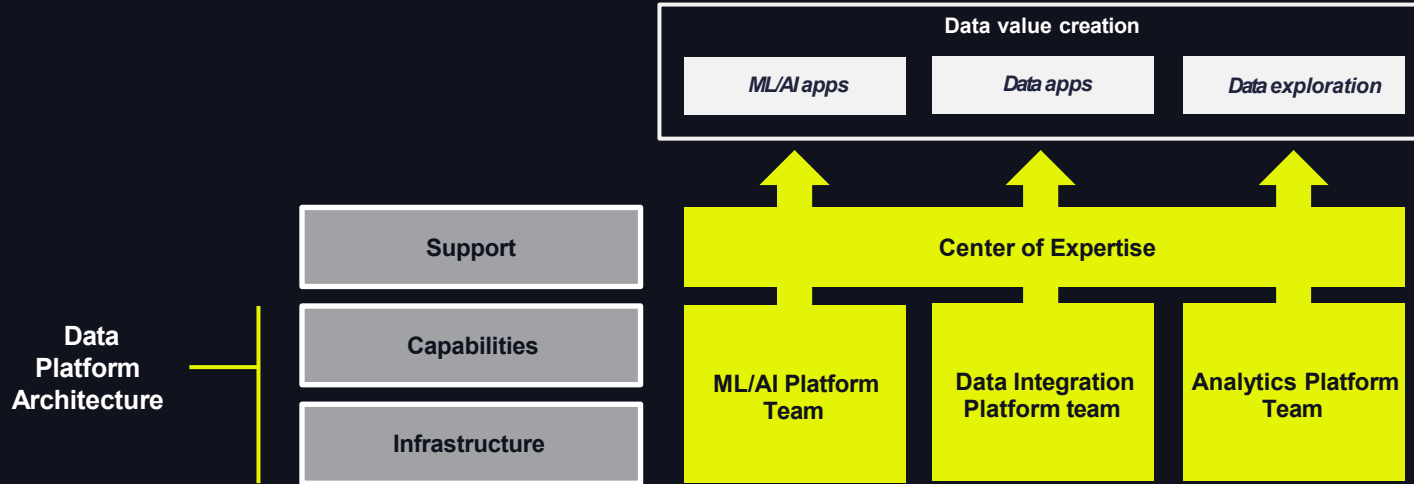 Data value creation
ML/AI apps
Data apps
Data exploration
Support
Center of Expertise
Data
Platform
Architecture
Capabilities
Infrastructure
ML/AI Platform
Team
Data Integration
Platform team
Analytics Platform
Team